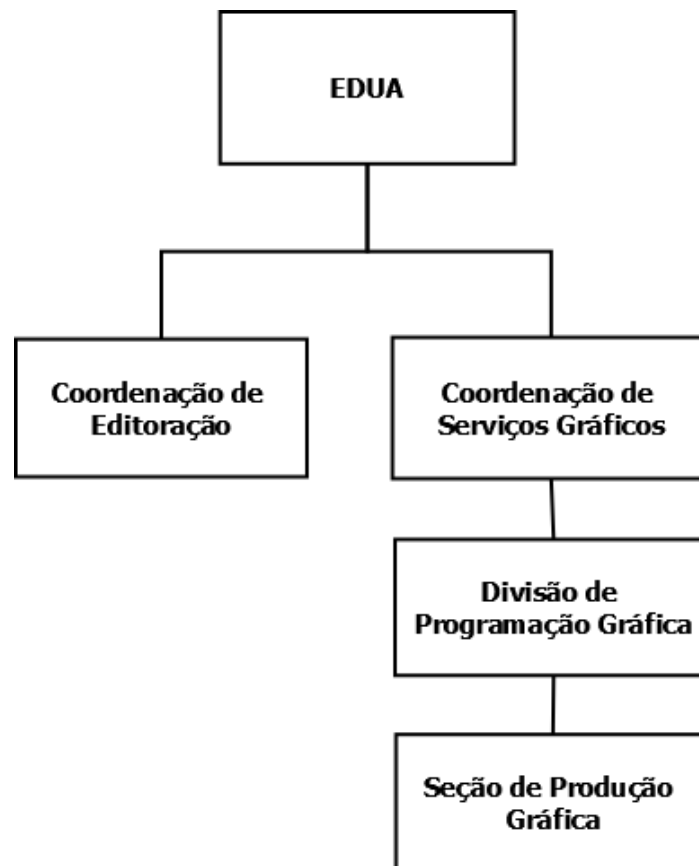 EDUA
Coordenação de
Editoração
Coordenação de
Serviços Gráficos
Divisão de
Programação Gráfica
Seção de Produção
Gráfica